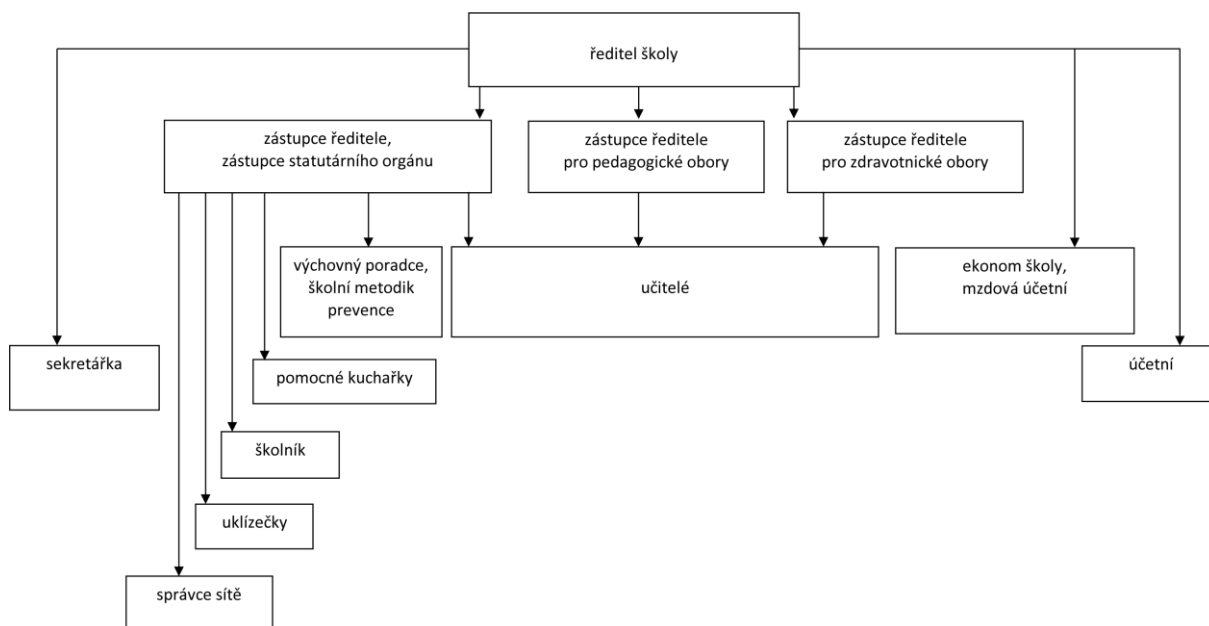 ředitel školy
zástupce ředitele,
zástupce statutárního orgánu
zástupce ředitele
pro pedagogické obory
zástupce ředitele
pro zdravotnické obory
výchovný poradce,
školní metodik
prevence
učitelé
ekonom školy,
mzdová účetní
sekretářka
pomocné kuchařky
účetní
školník
uklízečky
správce sítě